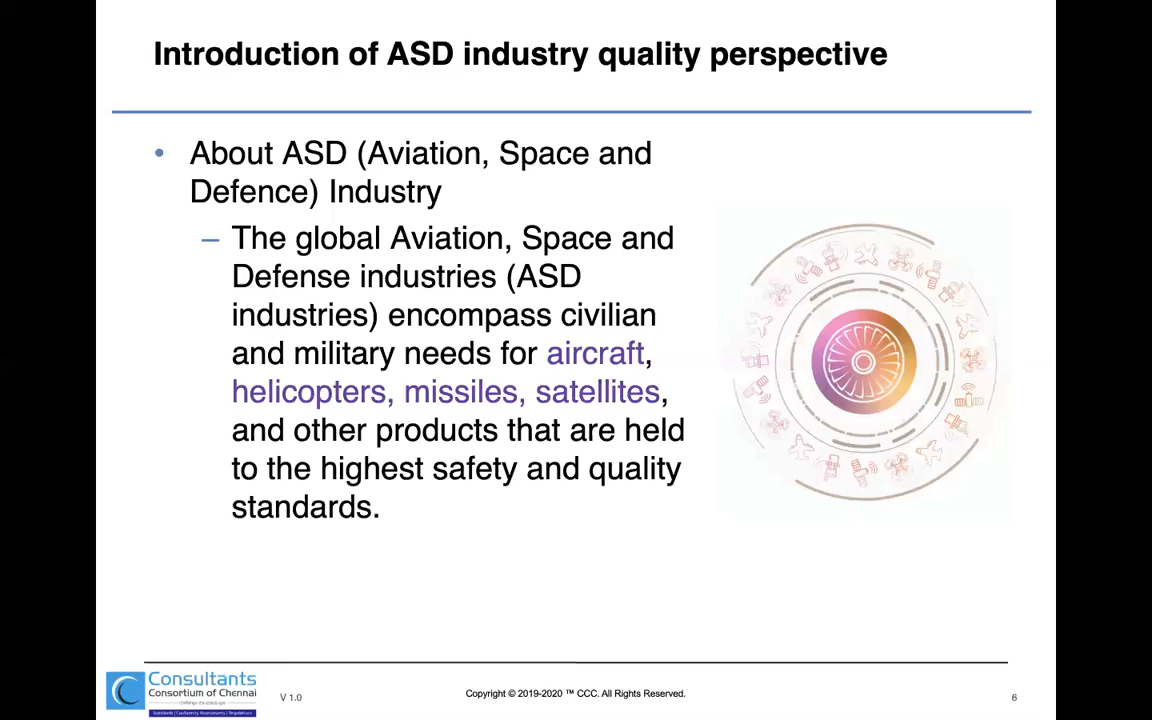 Introduction of ASD industry quality perspective
• About ASD (Aviation, Space and
Defence) Industry
– The global Aviation, Space and
Defense industries (ASD
industries) encompass civilian
and military needs for aircraft,
helicopters, missiles, satellites,
and other products that are held
to the highest safety and quality
standards.
Consultants
Consortium of Chennai
V 1.0
Copyright © 2019-2020 ™ CCC. All Rights Reserved.
6